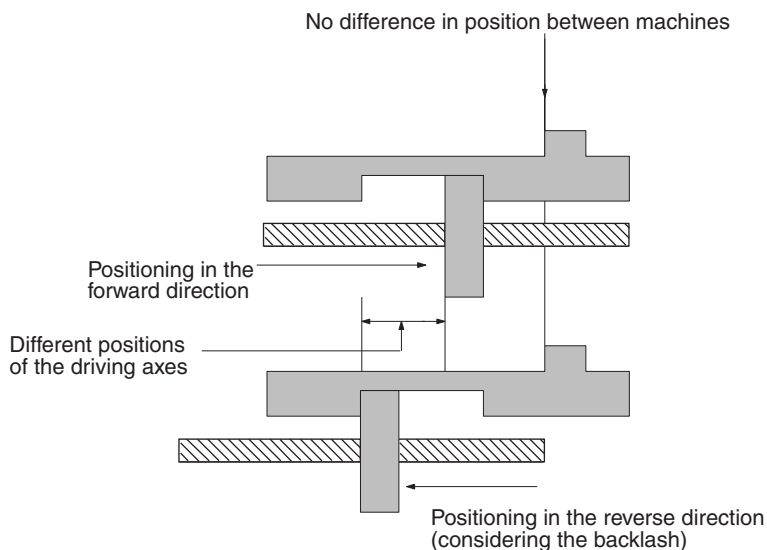 No difference in position between machines
Positioning in the
forward direction
Different positions
of the driving axes
Positioning in the reverse direction
(considering the backlash)